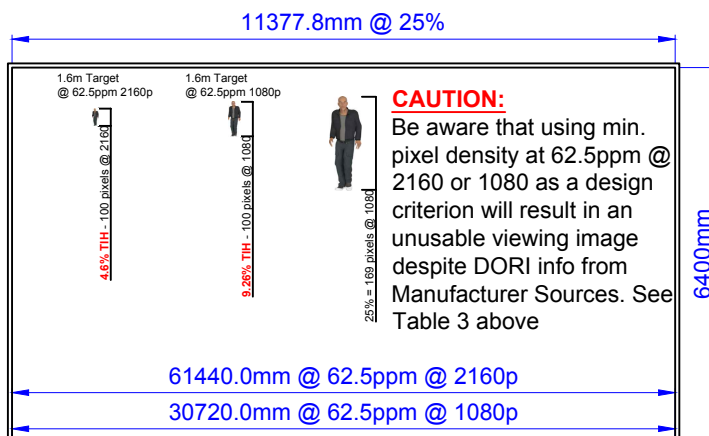 11377.8mm @ 25%
1.6m Target
@ 62.5ppm 2160p
1.6m Target
@ 62.5ppm 1080p
4.6% TIH - 100 pixels @ 2160
9.26% TIH - 100 pixels @ 1080
25% = 169 pixels @ 1080
CAUTION:
Be aware that using min.
pixel density at 62.5ppm @
2160 or 1080 as a design
criterion will result in an
unusable viewing image
despite DORI info from
Manufacturer Sources. See
Table 3 above
6400mm
61440.0mm @ 62.5ppm @ 2160p
30720.0mm @ 62.5ppm @ 1080p